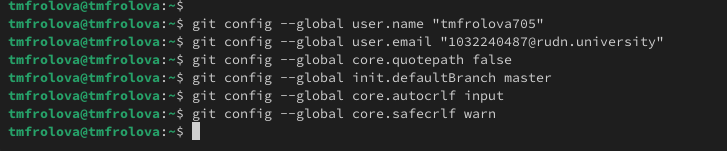 tmfrolova@tmfrolova:~$
tmfrolova@tmfrolova:~$ git config --global user.name "tmfrolova705"
tmfrolova@tmfrolova:~$ git config --global user.email "1032240487@rudn.university"
tmfrolova@tmfrolova:~$ git config --global core.quotepath false
tmfrolova@tmfrolova:~$ git config --global init.defaultBranch master
tmfrolova@tmfrolova:~$ git config --global core.autocrlf input
tmfrolova@tmfrolova:~$ git config --global core.safecrlf warn
tmfrolova@tmfrolova:~$